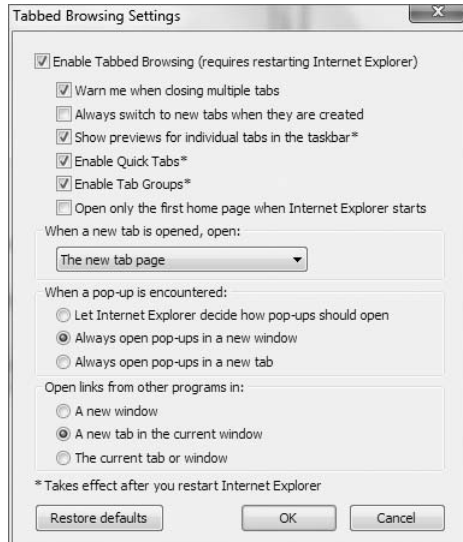 Tabbed Browsing Settings
Enable Tabbed Browsing (requires restarting Internet Explorer)
Warn me when closing multiple tabs
Always switch to new tabs when they are created
Show previews for individual tabs in the taskbar*
Enable Quick Tabs*
Enable Tab Groups*
Open only the first home page when Internet Explorer starts
When a new tab is opened, open:
The new tab page
When a pop-up is encountered:
Let Internet Explorer decide how pop-ups should open
Always open pop-ups in a new window
Always open pop-ups in a new tab
Open links from other programs in:
A new window
A new tab in the current window
The current tab or window
* Takes effect after you restart Internet Explorer
Restore defaults OK Cancel